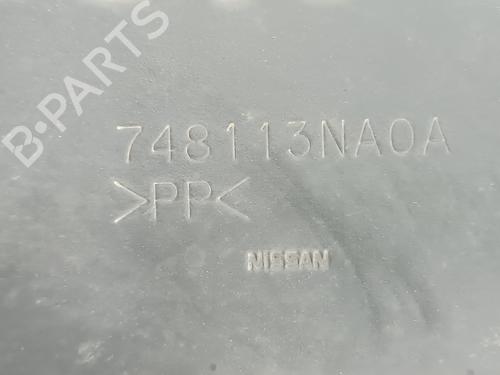 B-PARTS
748113NA0A
>PP<
NISSAN